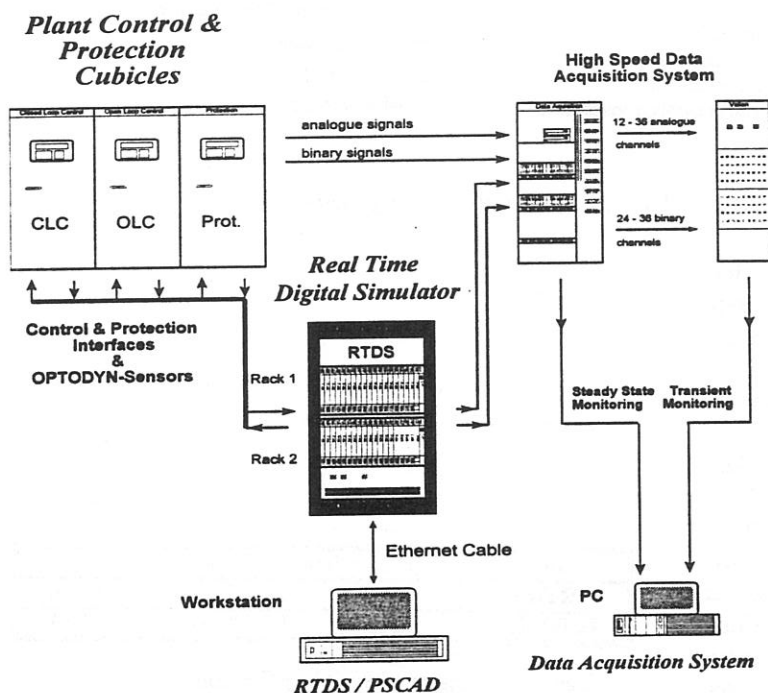 Plant Control &
Protection
Cubicles
High Speed Data
Acquisition System
Closed Loop Control
Open Loop Control
Protection
analogue signals
binary signals
Data Aquisition
12 - 36 analogue
channels
CLC
OLC
Prot.
24 - 36 binary
channels
Real Time
Digital Simulator
Control & Protection
Interfaces
&
OPTODYN-Sensors
RTDS
Rack 1
Rack 2
Steady State
Monitoring
Transient
Monitoring
Ethernet Cable
Workstation
PC
RTDS / PSCAD
Data Acquisition System